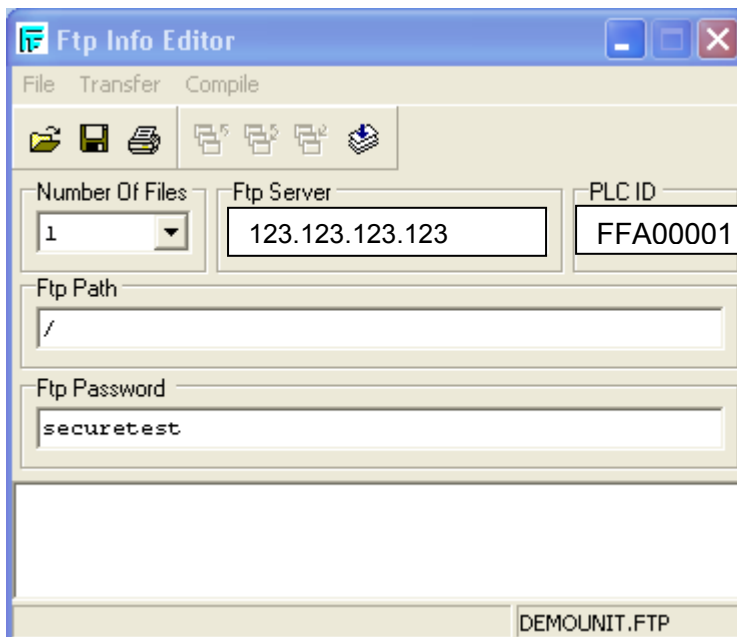 Ftp Info Editor
File Transfer Compile
Number Of Files Ftp Server PLC ID
1 123.123.123.123 FFA00001
Ftp Path
/
Ftp Password
securetest
DEMOUNIT.FTP